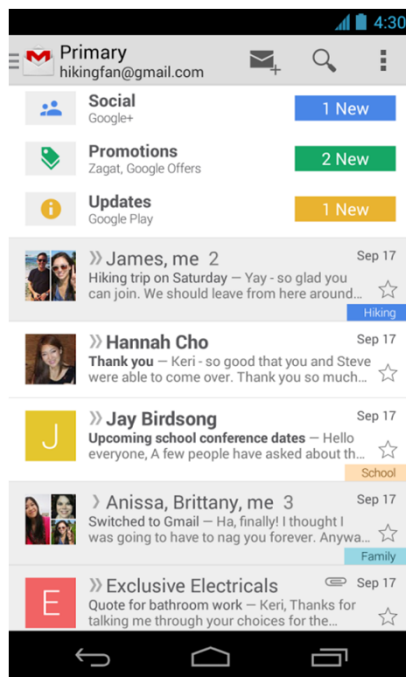 4:30
Primary
hikingfan@gmail.com
Social
Google+
1 New
Promotions
Zagat, Google Offers
2 New
Updates
Google Play
1 New
James, me 2
Sep 17
Hiking trip on Saturday — Yay - so glad you
can join. We should leave from here around...
Hiking
Hannah Cho
Sep 17
Thank you — Keri - so good that you and Steve
were able to come over. Thank you so much...
J
Jay Birdsong
Sep 17
Upcoming school conference dates — Hello
everyone, A few people have asked about th...
School
Anissa, Brittany, me 3
Sep 17
Switched to Gmail — Ha, finally! I thought I
was going to have to nag you forever. Anywa...
Family
E
Exclusive Electricals
Sep 17
Quote for bathroom work — Keri, Thanks for
talking me through your choices for the...